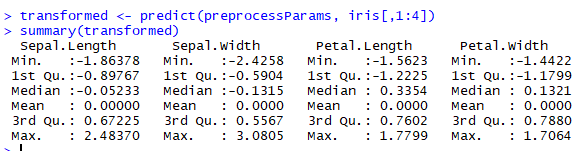 > transformed <- predict(preprocessParams, iris[,1:4])
> summary(transformed)
  Sepal.Length       Sepal.Width       Petal.Length      Petal.Width     
 Min.   :-1.86378   Min.   :-2.4258   Min.   :-1.5623   Min.   :-1.4422  
 1st Qu.:-0.89767   1st Qu.:-0.5904   1st Qu.:-1.2225   1st Qu.:-1.1799  
 Median :-0.05233   Median :-0.1315   Median : 0.3354   Median : 0.1321  
 Mean   : 0.00000   Mean   : 0.0000   Mean   : 0.0000   Mean   : 0.0000  
 3rd Qu.: 0.67225   3rd Qu.: 0.5567   3rd Qu.: 0.7602   3rd Qu.: 0.7880  
 Max.   : 2.48370   Max.   : 3.0805   Max.   : 1.7799   Max.   : 1.7064  
>